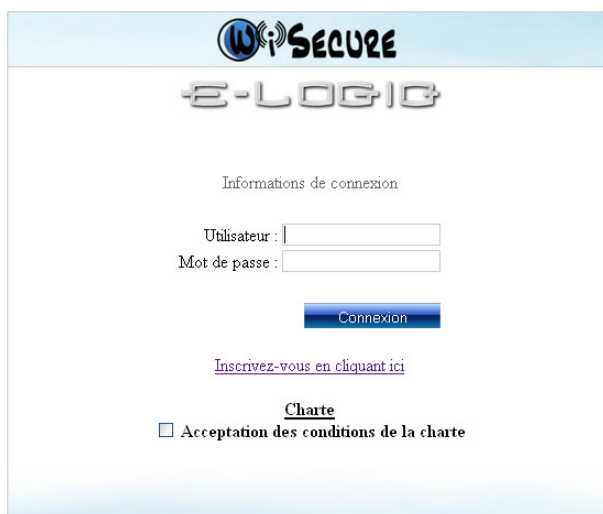 WiSECURE
E-LOGIQ
Informations de connexion
Utilisateur :
Mot de passe :
Connexion
Inscrivez-vous en cliquant ici
Charte
Acceptation des conditions de la charte